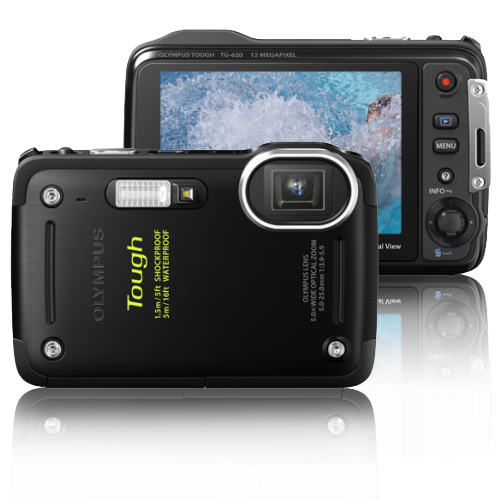 OLYMPUS TOUGH TG-620 12 MEGAPIXEL
MENU
INFO
al View
OLYMPUS
Tough
1.5m/5ft SHOCKPROOF
5m/16ft WATERPROOF
OLYMPUS LENS
5.0×WIDE OPTICAL ZOOM
5.0-25.0mm 1:3.9-5.9